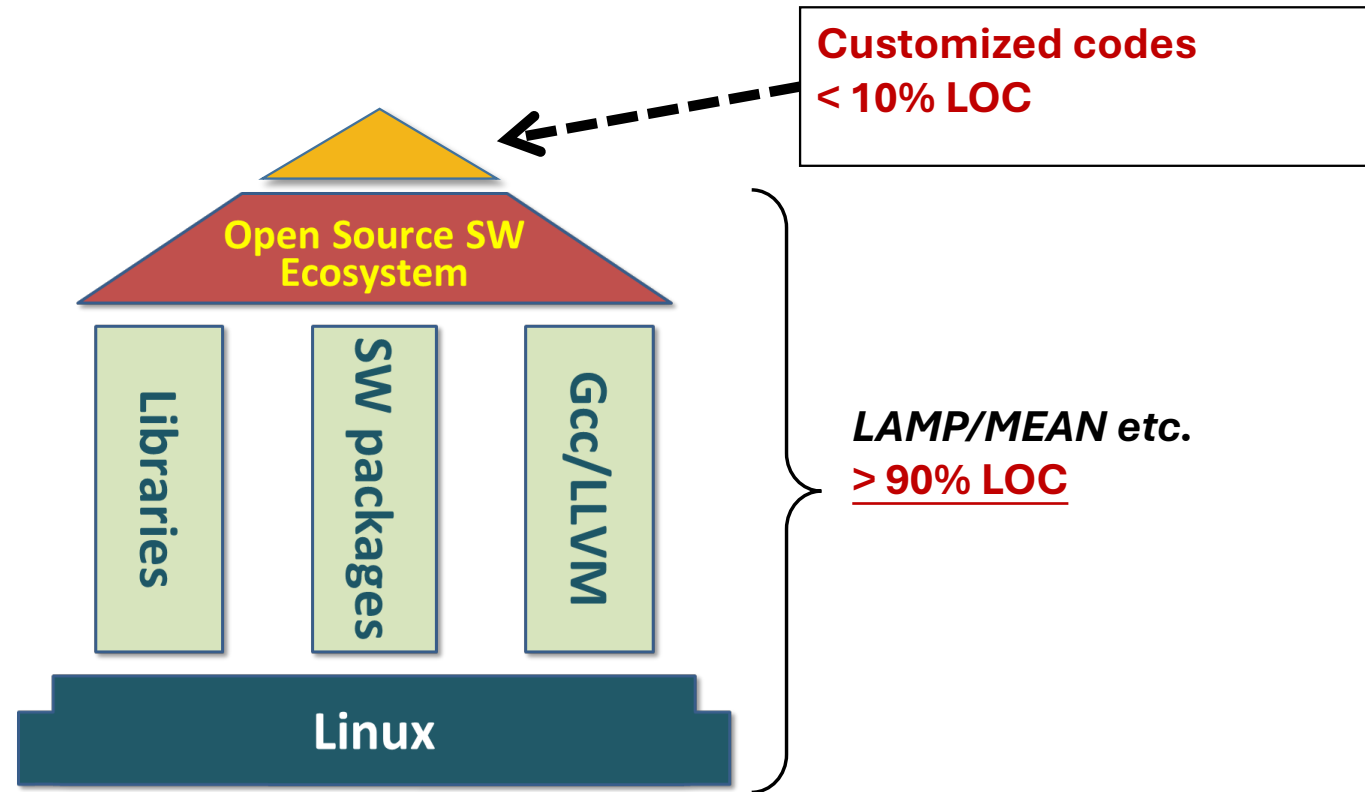 Customized codes
< 10% LOC
Open Source SW
Ecosystem
Libraries
SW packages
Gcc/LLVM
LAMP/MEAN etc.
> 90% LOC
Linux